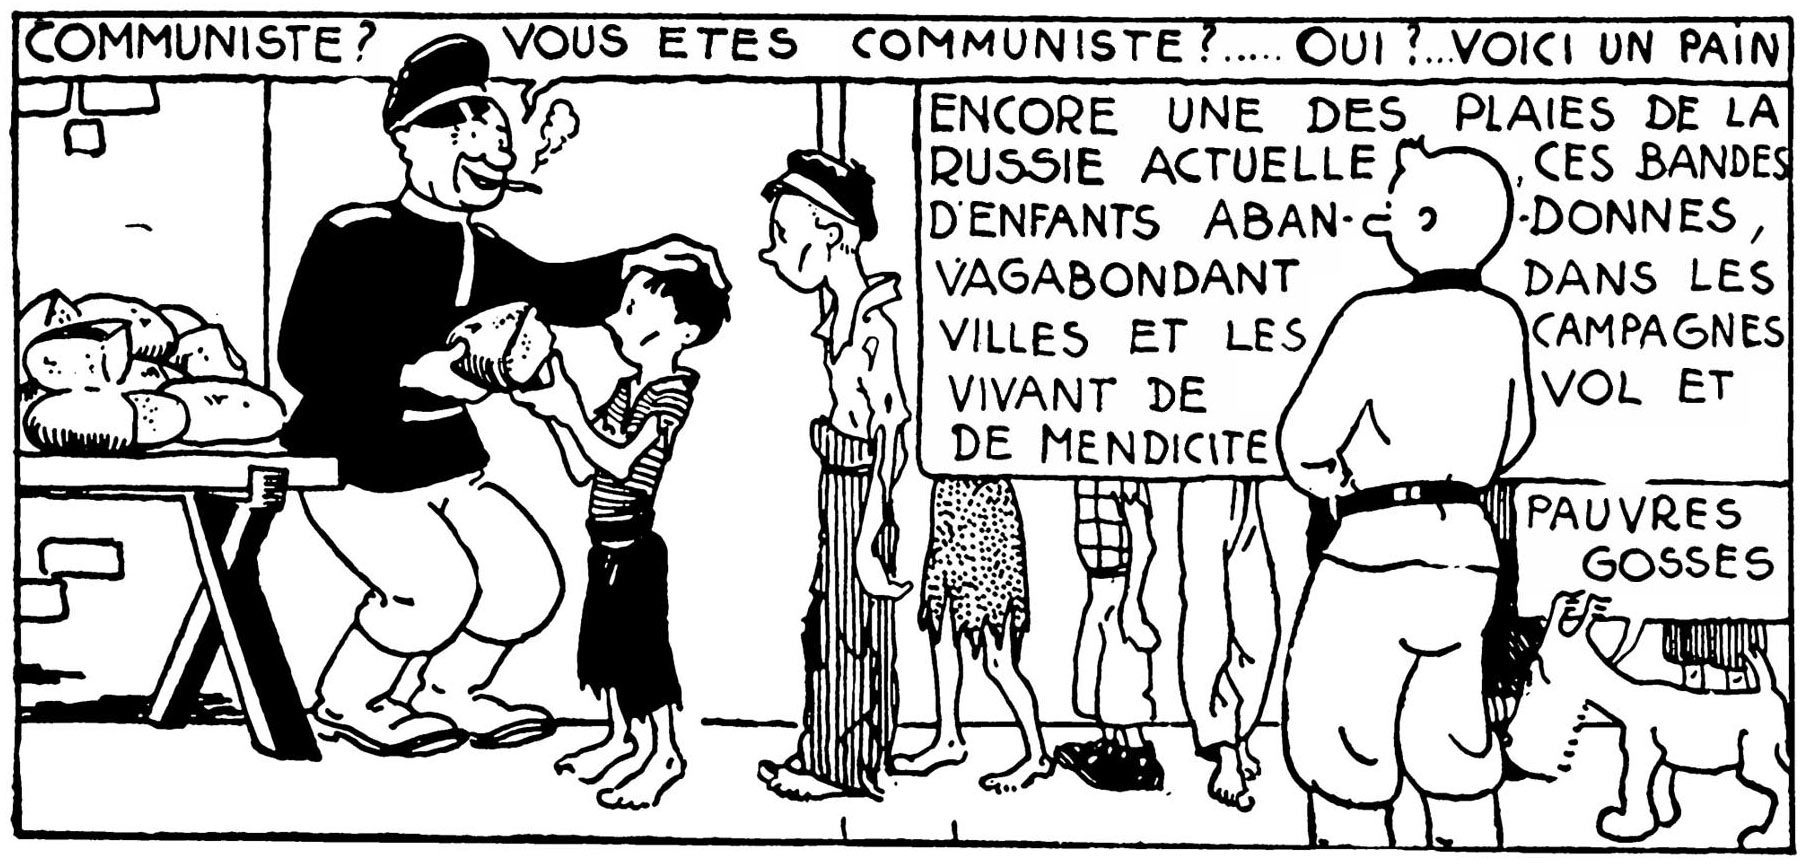 COMMUNISTE? VOUS ETES COMMUNISTE?..... OUI?...VOICI UN PAIN
ENCORE UNE DES PLAIES DE LA
RUSSIE ACTUELLE, CES BANDES
D'ENFANTS ABAN- -DONNES,
VAGABONDANT DANS LES
VILLES ET LES CAMPAGNES
VIVANT DE VOL ET
DE MENDICITE
PAUVRES
GOSSES